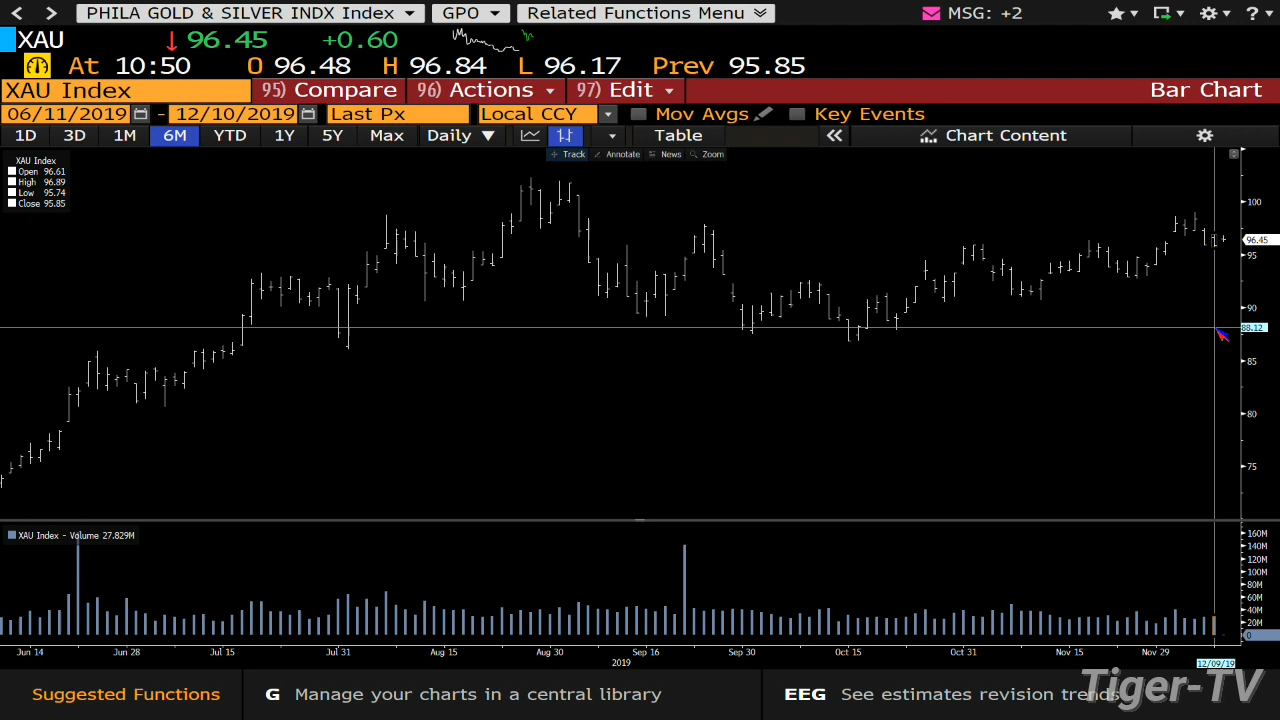 PHILA GOLD & SILVER INDX Index GPO Related Functions Menu MSG: +2
XAU 96.45 +0.60
At 10:50 O 96.48 H 96.84 L 96.17 Prev 95.85
XAU Index 95) Compare 96) Actions 97) Edit Bar Chart
06/11/2019 - 12/10/2019 Last Px Local CCY Mov Avgs Key Events
1D 3D 1M 6M YTD 1Y 5Y Max Daily Table Chart Content
Track Annotate News Zoom
XAU Index
Open 96.61
High 96.89
Low 95.74
Close 95.85
100
96.45
95
90
88.12
85
80
75
XAU Index - Volume 27.829M
160M
140M
120M
100M
80M
60M
40M
20M
0
Jun 14 Jun 28 Jul 15 Jul 31 Aug 15 Aug 30 Sep 16 Sep 30 Oct 15 Oct 31 Nov 15 Nov 29
2019 12/09/19
Suggested Functions G Manage your charts in a central library EEG See estimates revision trends
Tiger-TV